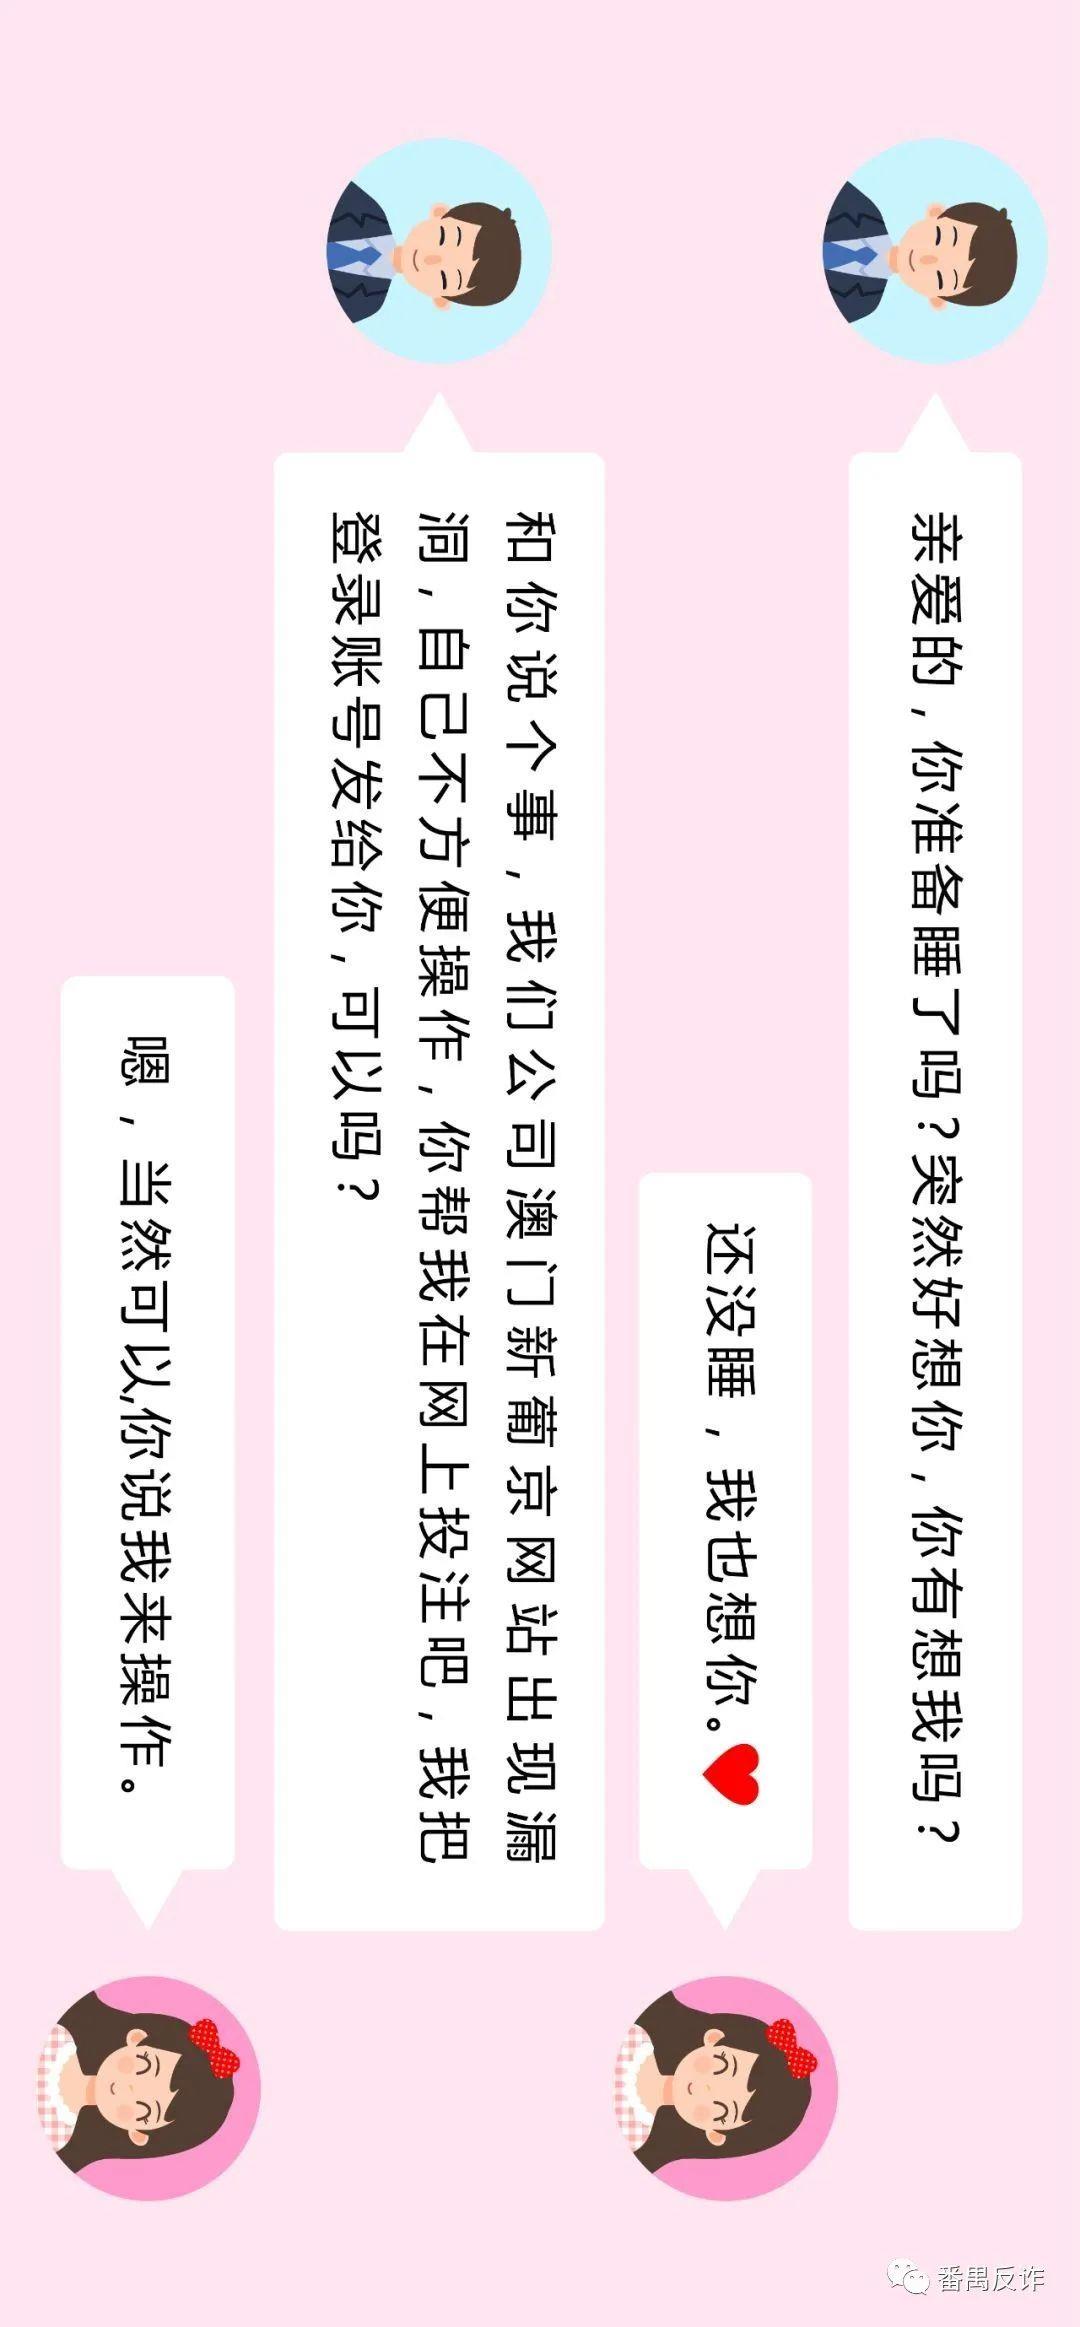 亲爱的，你准备睡了吗？突然好想你，你有想我吗？
还没睡，我也想你。
和你说个事，我们公司澳门新葡京网站出现漏
洞，自己不方便操作，你帮我在网上投注吧，我把
登录账号发给你，可以吗？
嗯，当然可以,你说我来操作。
番禺反诈